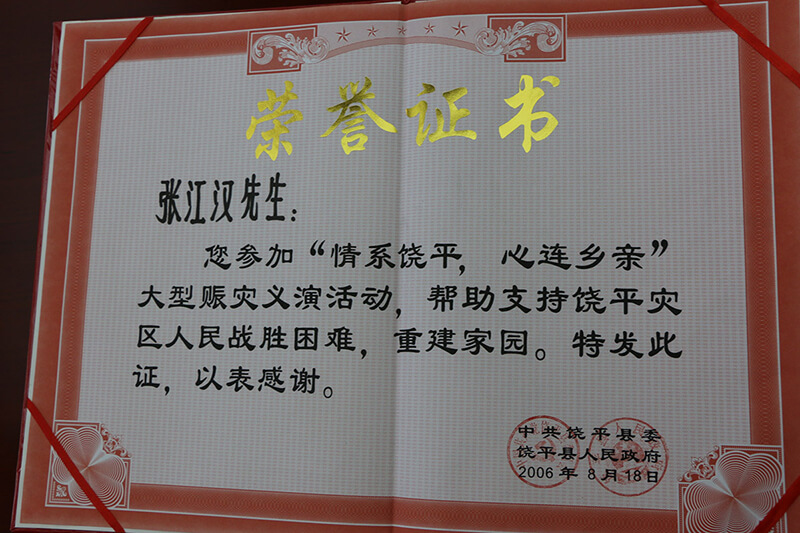 荣誉证书
张江汉先生：
您参加“情系饶平，心连乡亲”
大型赈灾义演活动，帮助支持饶平灾
区人民战胜困难，重建家园。特发此
证，以表感谢。
中共饶平县委
饶平县人民政府
2006年8月18日